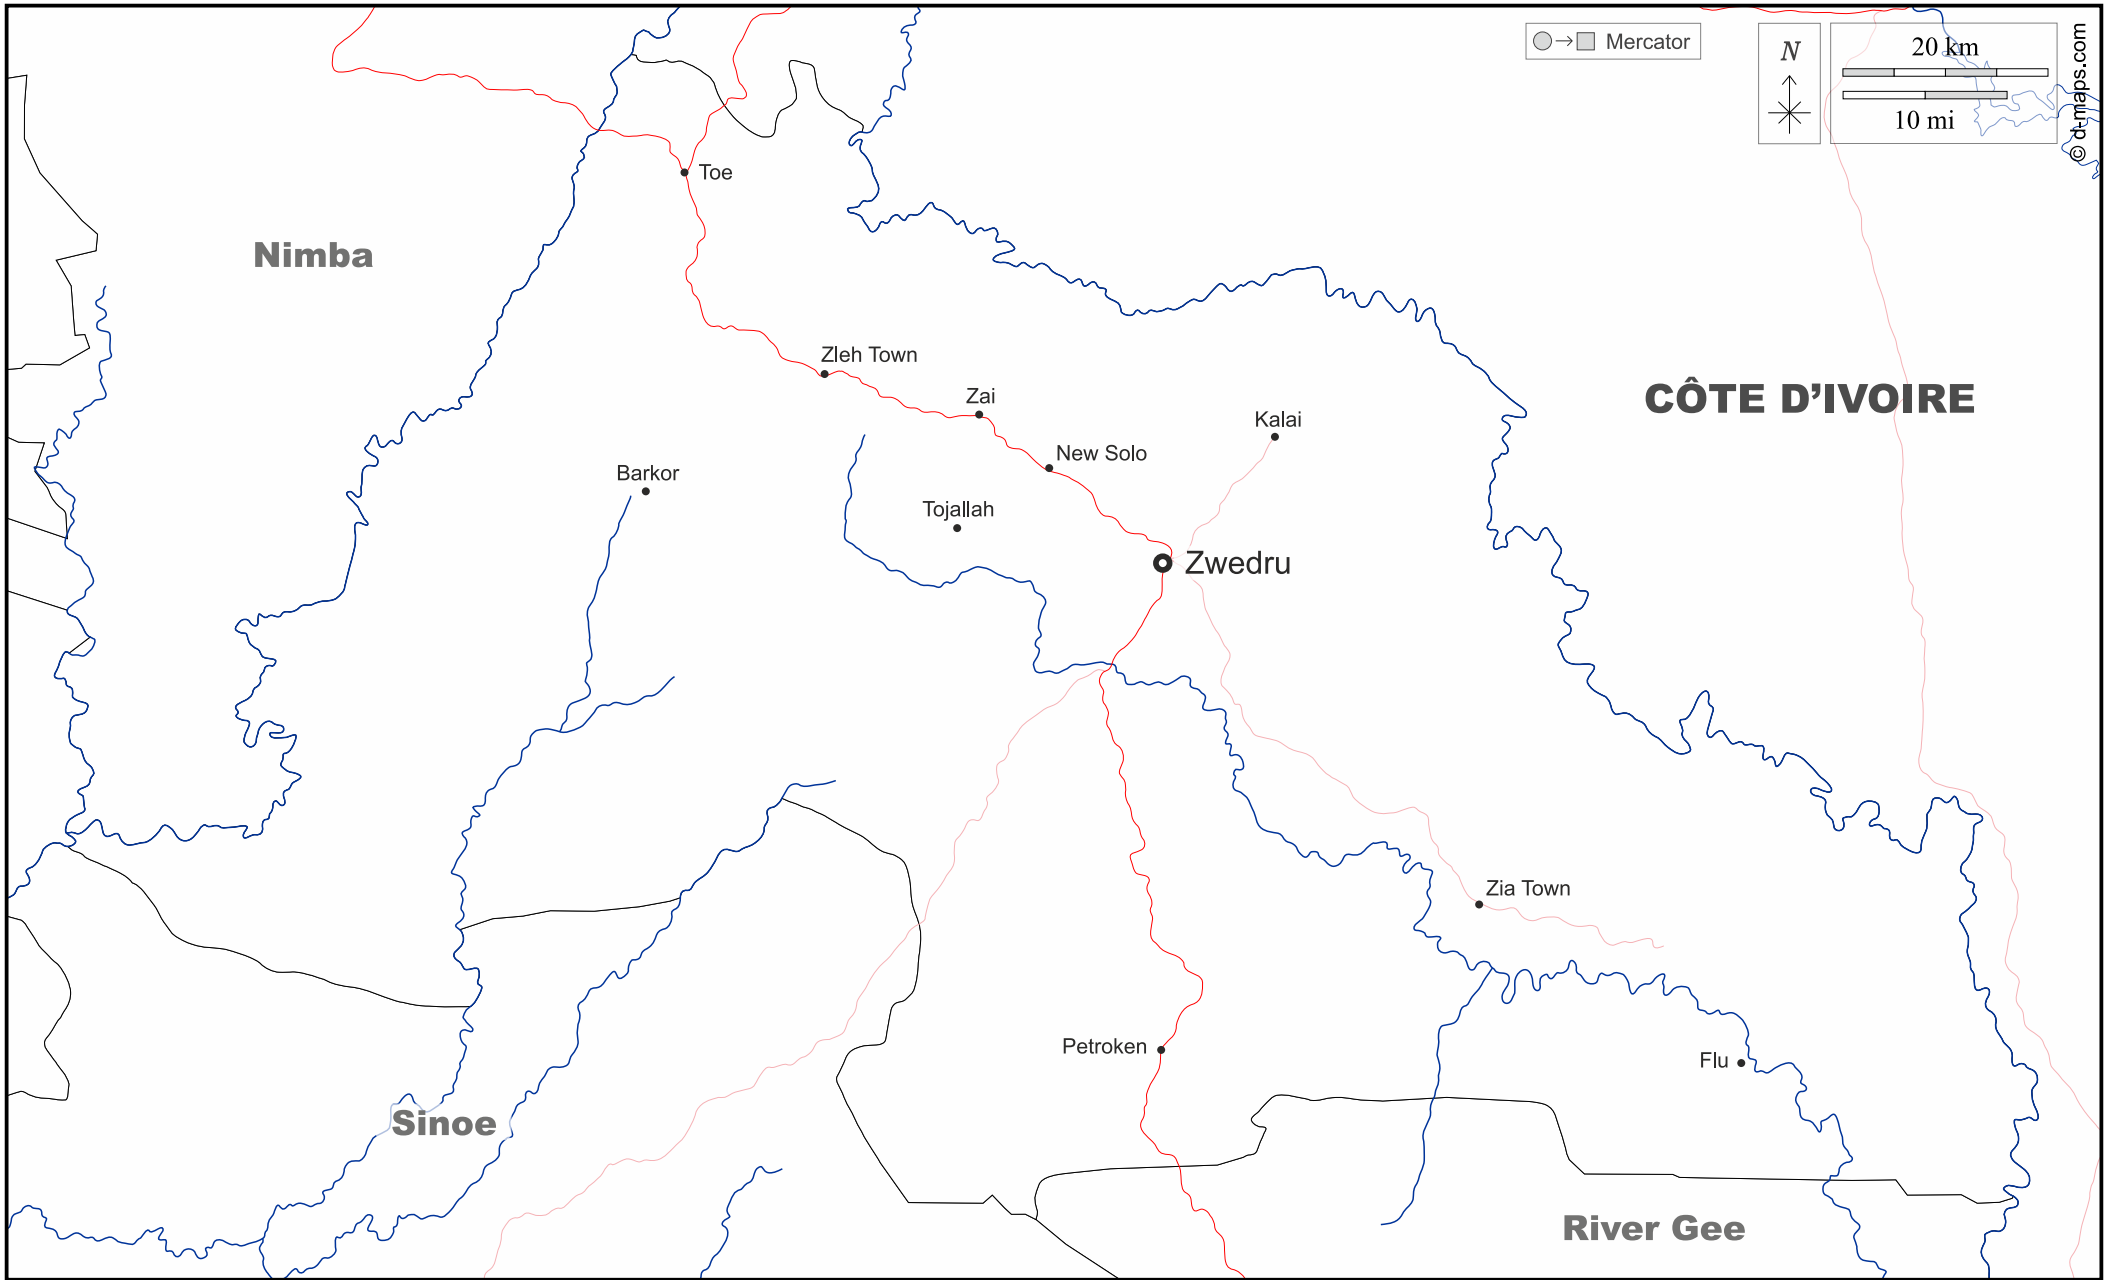 Mercator
N
20 km
10 mi
© d-maps.com
Toe
Nimba
Zleh Town
Zai
CÔTE D'IVOIRE
Kalai
New Solo
Barkor
Tojallah
Zwedru
Zia Town
Petroken
Flu
Sinoe
River Gee